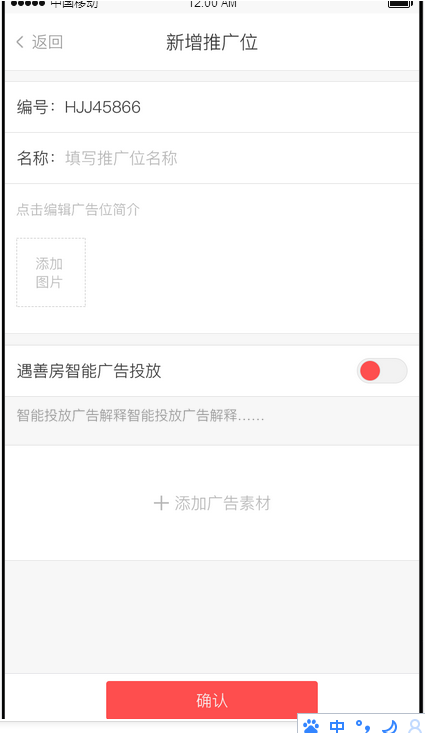 中国移动 12:00 AM
返回 新增推广位
编号：HJJ45866
名称：填写推广位名称
点击编辑广告位简介
添加
图片
遇善房智能广告投放
智能投放广告解释智能投放广告解释......
添加广告素材
确认
中